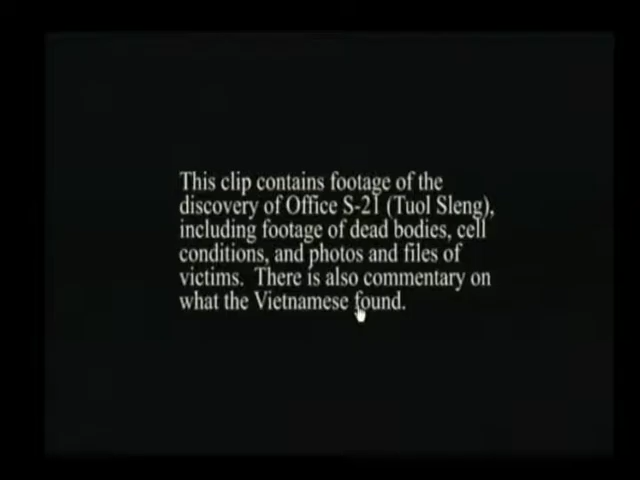 This clip contains footage of the
discovery of Office S-21 (Tuol Sleng),
including footage of dead bodies, cell
conditions, and photos and files of
victims.  There is also commentary on
what the Vietnamese found.